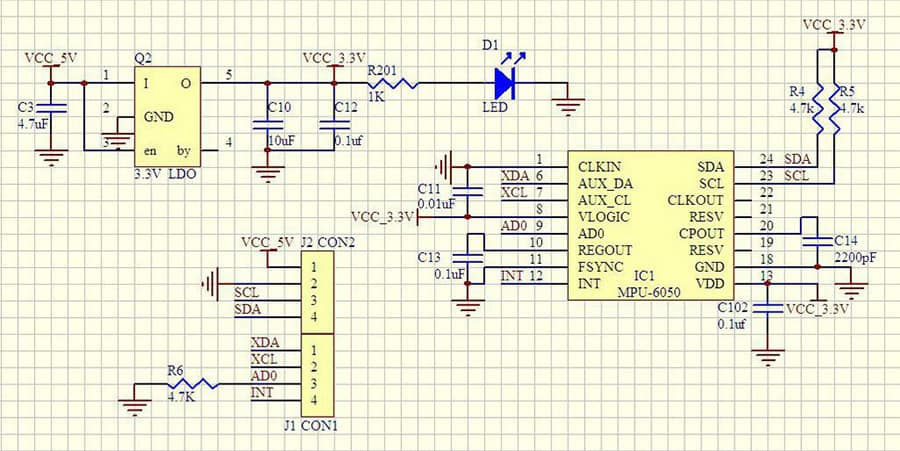 VCC_5V
Q2
VCC_3.3V
D1
VCC_3.3V
1 I O 5
R201
1K
LED
C3
4.7uF
2 GND
C10
10uF
C12
0.1uf
3 en by 4
3.3V LDO
R4
4.7k
R5
4.7k
1 CLKIN SDA 24 SDA
XDA 6 AUX_DA SCL 23 SCL
XCL 7 AUX_CL CLKOUT 22
C11
0.01uF
VCC_3.3V
8 VLOGIC RESV 21
AD0 9 AD0 CPOUT 20
10 REGOUT RESV 19
C13
0.1uF
11 FSYNC GND 18
INT 12 INT VDD 13
IC1
MPU-6050
C14
2200pF
C102
0.1uf
VCC_3.3V
VCC_5V J2 CON2
1
2
SCL 3
SDA 4
XDA 1
XCL 2
AD0 3
INT 4
R6
4.7K
J1 CON1